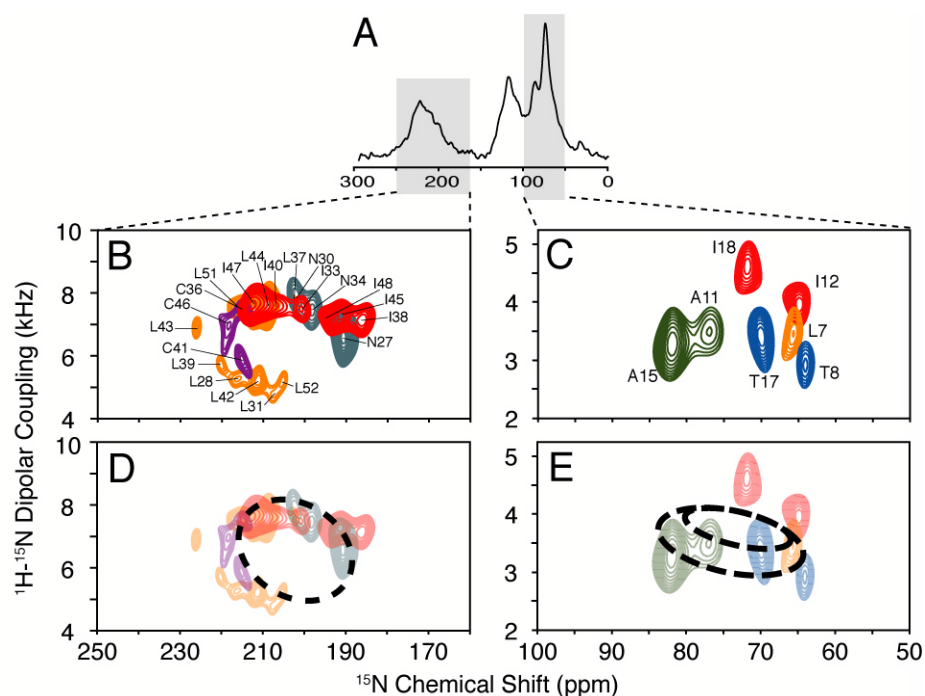 A
300 200 100 0
B
10
8
6
4
L51
I47
L44
I40
L37
N30
I33
N34
I48
I45
I38
N27
C36
C46
L43
C41
L39
L28
L42
L31
L52
C
5
4
3
2
I18
I12
A11
L7
A15
T17
T8
D
10
8
6
4
250 230 210 190 170
E
5
4
3
2
100 90 80 70 60 50
¹H-¹⁵N Dipolar Coupling (kHz)
¹⁵N Chemical Shift (ppm)